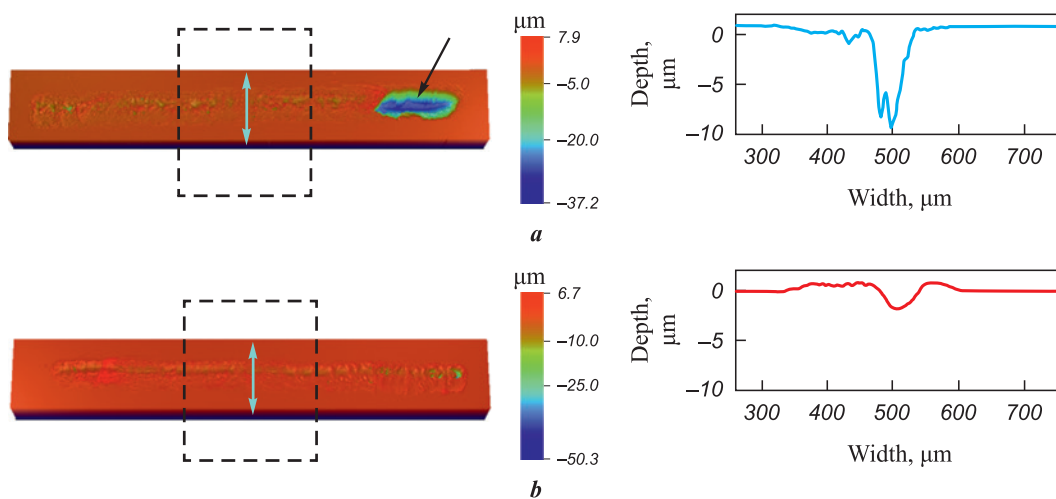 µm
7.9
–5.0
–20.0
–37.2
a
Depth, µm
0
–5
–10
300 400 500 600 700
Width, µm
µm
6.7
–10.0
–25.0
–50.3
b
Depth, µm
0
–5
–10
300 400 500 600 700
Width, µm